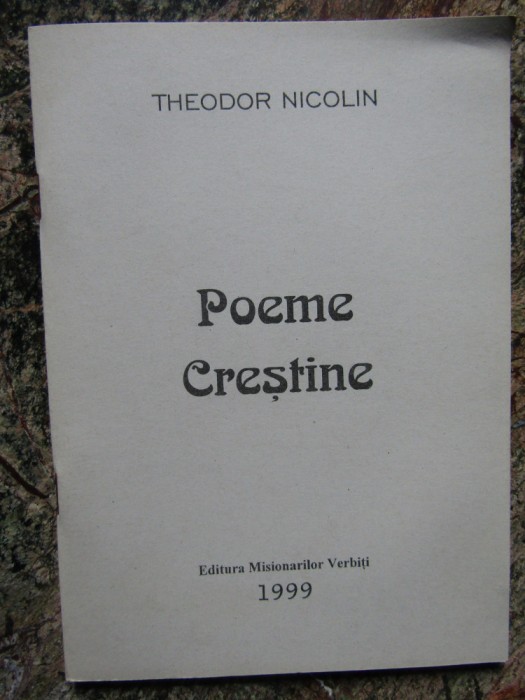 THEODOR NICOLIN
Poeme
Creștine
Editura Misionarilor Verbiți
1999